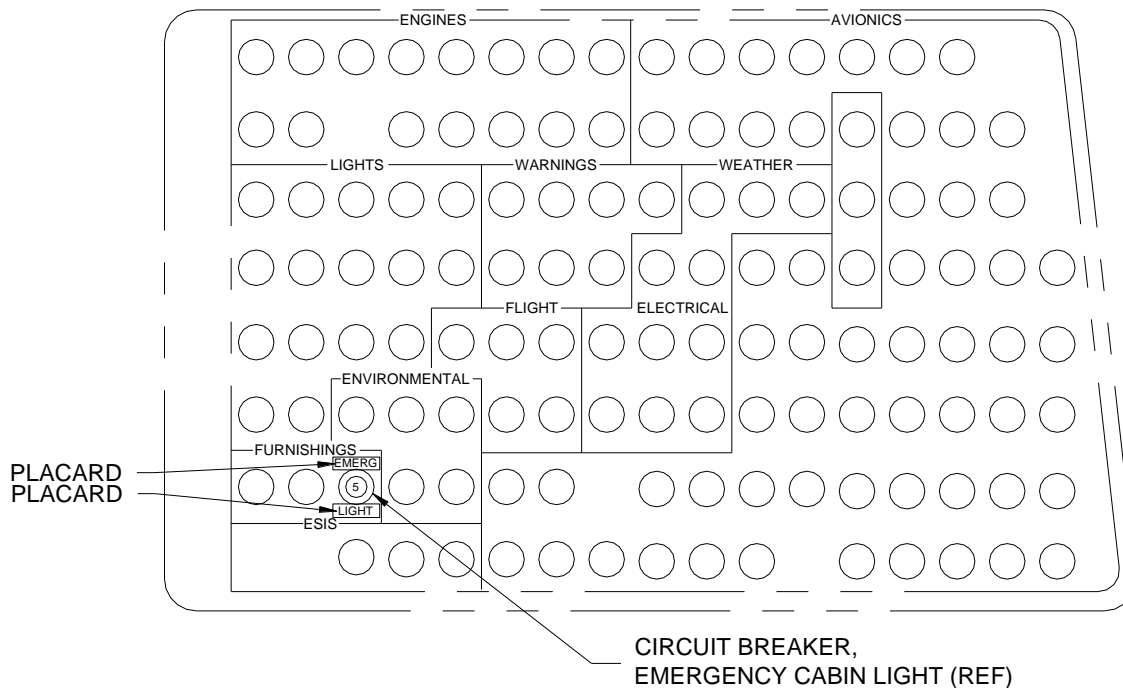 ENGINES
AVIONICS
LIGHTS
WARNINGS
WEATHER
FLIGHT
ELECTRICAL
ENVIRONMENTAL
FURNISHINGS
PLACARD
EMERG
5
PLACARD
LIGHT
ESIS
CIRCUIT BREAKER,
EMERGENCY CABIN LIGHT (REF)